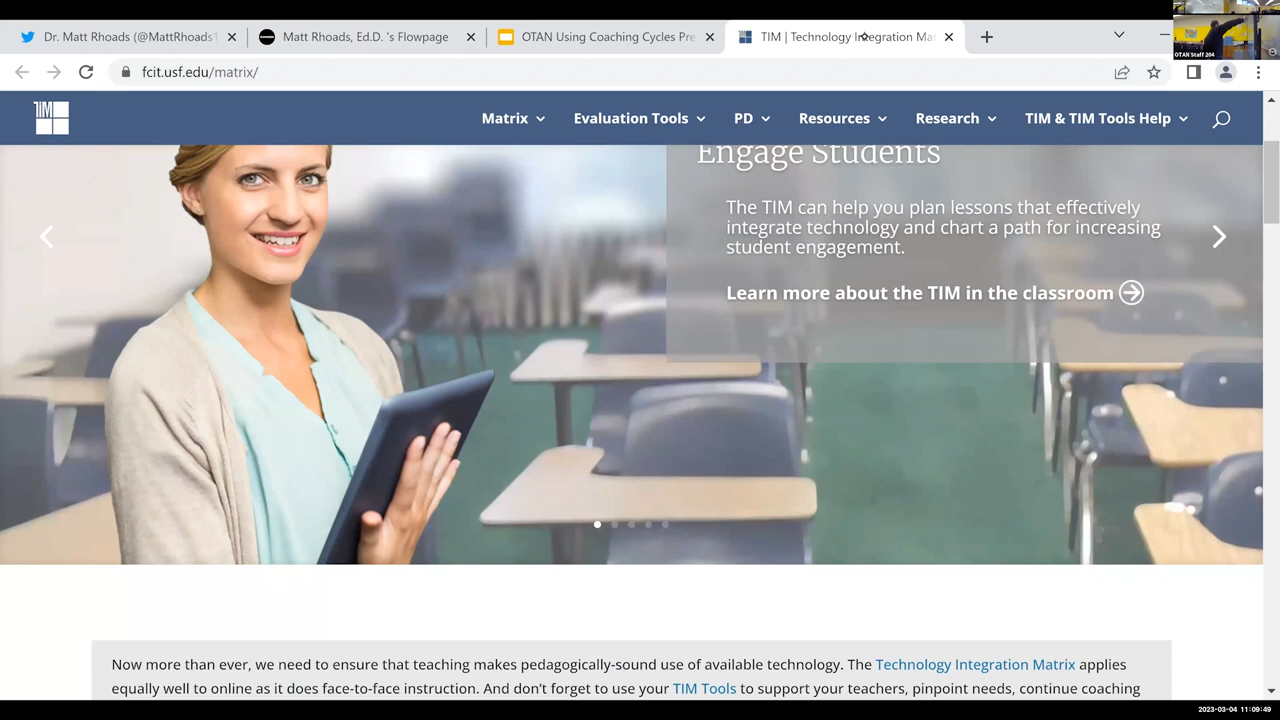 Dr. Matt Rhoads (@MattRhoads1
Matt Rhoads, Ed.D. 's Flowpage
OTAN Using Coaching Cycles Pre
TIM | Technology Integration Ma
OTAN Staff 204
fcit.usf.edu/matrix/
TIM
Matrix
Evaluation Tools
PD
Resources
Research
TIM & TIM Tools Help
Engage Students
The TIM can help you plan lessons that effectively
integrate technology and chart a path for increasing
student engagement.
Learn more about the TIM in the classroom
Now more than ever, we need to ensure that teaching makes pedagogically-sound use of available technology. The Technology Integration Matrix applies
equally well to online as it does face-to-face instruction. And don't forget to use your TIM Tools to support your teachers, pinpoint needs, continue coaching
2023-03-04 11:09:49